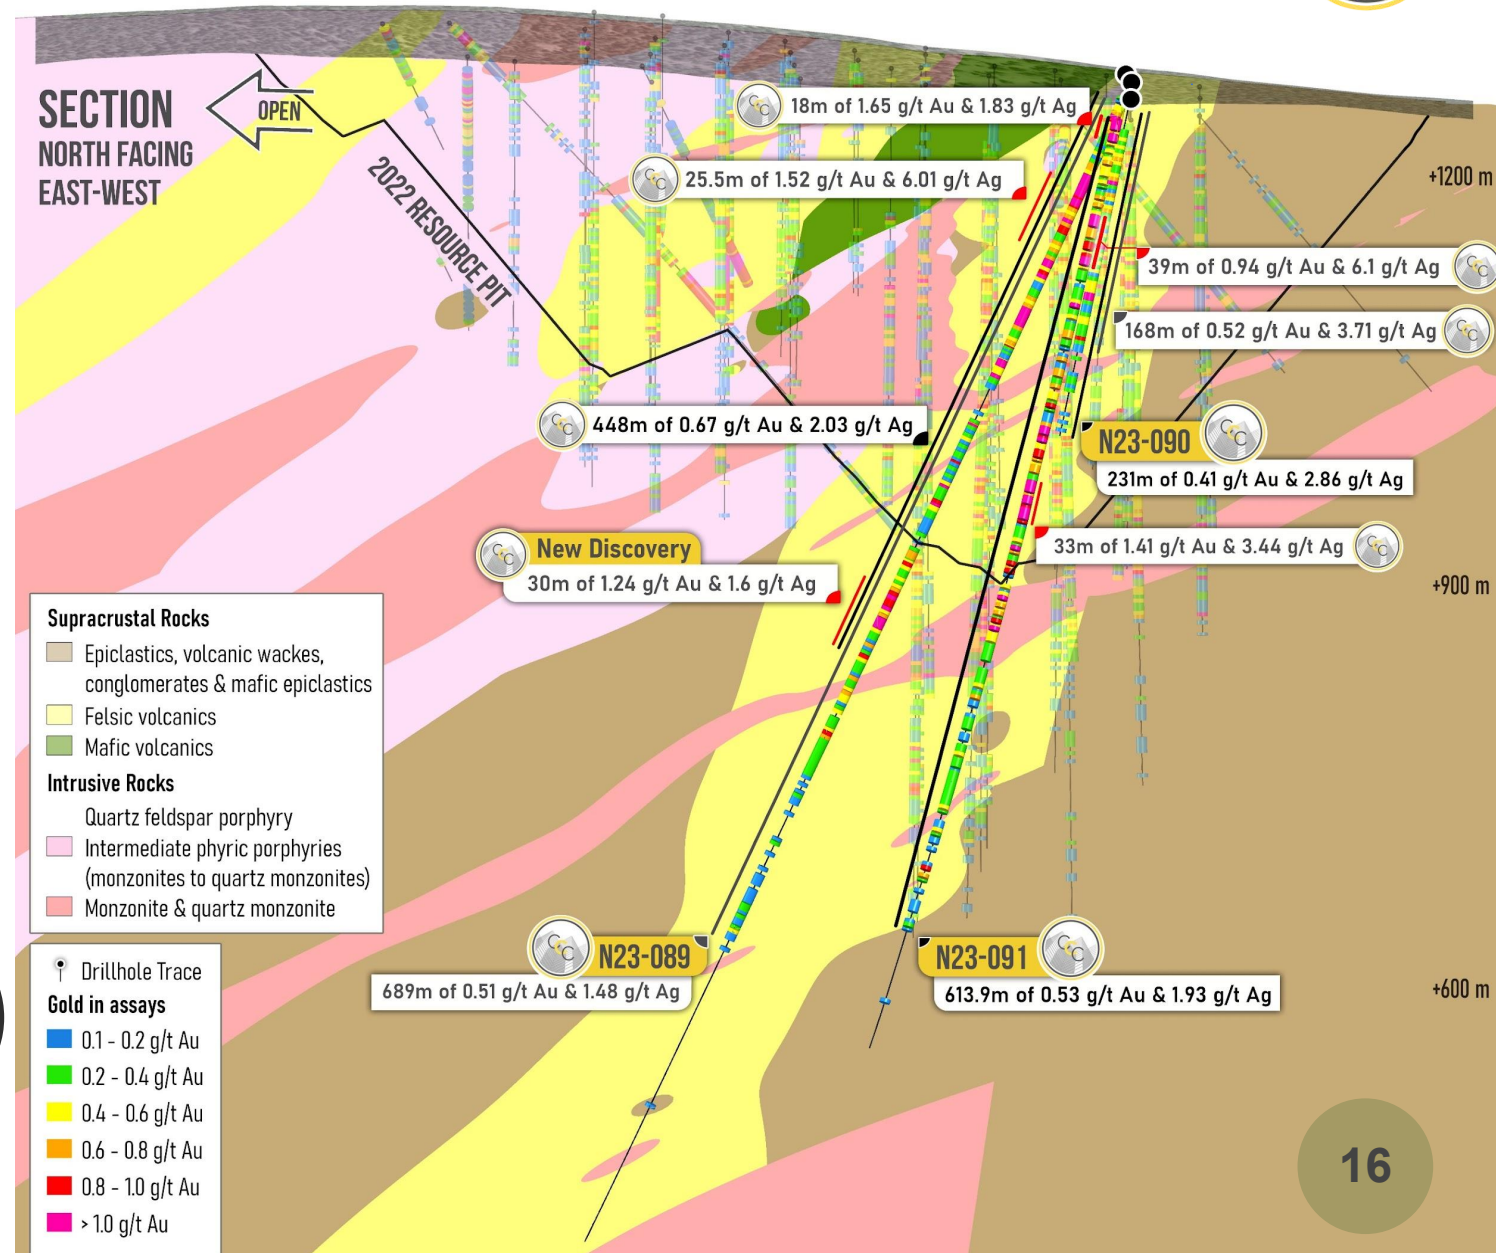 SECTION
NORTH FACING
EAST-WEST
OPEN
2022 RESOURCE PIT
18m of 1.65 g/t Au & 1.83 g/t Ag
25.5m of 1.52 g/t Au & 6.01 g/t Ag
+1200 m
39m of 0.94 g/t Au & 6.1 g/t Ag
168m of 0.52 g/t Au & 3.71 g/t Ag
448m of 0.67 g/t Au & 2.03 g/t Ag
N23-090
231m of 0.41 g/t Au & 2.86 g/t Ag
New Discovery
30m of 1.24 g/t Au & 1.6 g/t Ag
33m of 1.41 g/t Au & 3.44 g/t Ag
+900 m
Supracrustal Rocks
Epiclastics, volcanic wackes,
conglomerates & mafic epiclastics
Felsic volcanics
Mafic volcanics
Intrusive Rocks
Quartz feldspar porphyry
Intermediate phyric porphyries
(monzonites to quartz monzonites)
Monzonite & quartz monzonite
N23-089
689m of 0.51 g/t Au & 1.48 g/t Ag
N23-091
613.9m of 0.53 g/t Au & 1.93 g/t Ag
+600 m
Drillhole Trace
Gold in assays
0.1 - 0.2 g/t Au
0.2 - 0.4 g/t Au
0.4 - 0.6 g/t Au
0.6 - 0.8 g/t Au
0.8 - 1.0 g/t Au
> 1.0 g/t Au
16